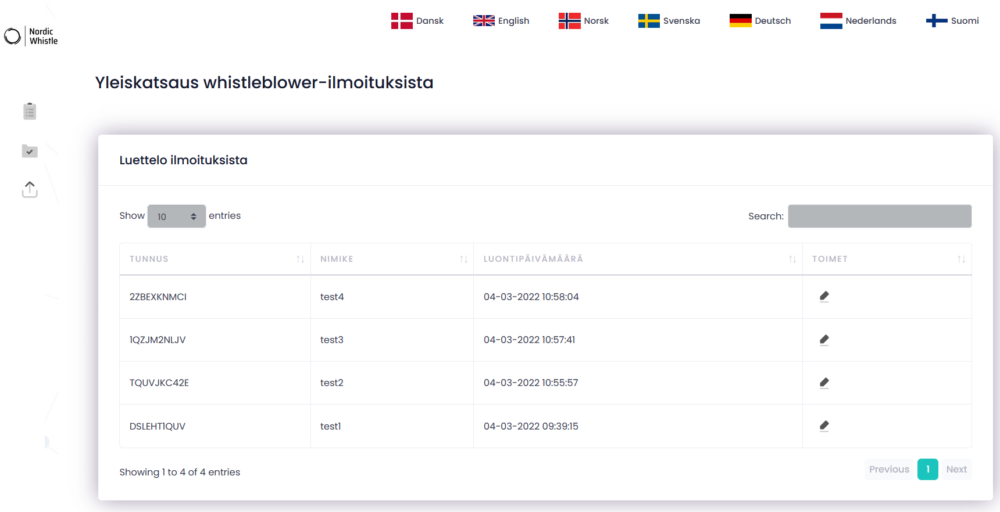 Nordic
Whistle
Dansk English Norsk Svenska Deutsch Nederlands Suomi
Yleiskatsaus whistleblower-ilmoituksista
Luettelo ilmoituksista
Show 10 entries Search:
TUNNUS NIMIKE LUONTIPÄIVÄMÄÄRÄ TOIMET
2ZBEXKNMCI test4 04-03-2022 10:58:04
1QZJM2NLJV test3 04-03-2022 10:57:41
TQUVJKC42E test2 04-03-2022 10:55:57
DSLEHT1QUV test1 04-03-2022 09:39:15
Showing 1 to 4 of 4 entries Previous 1 Next